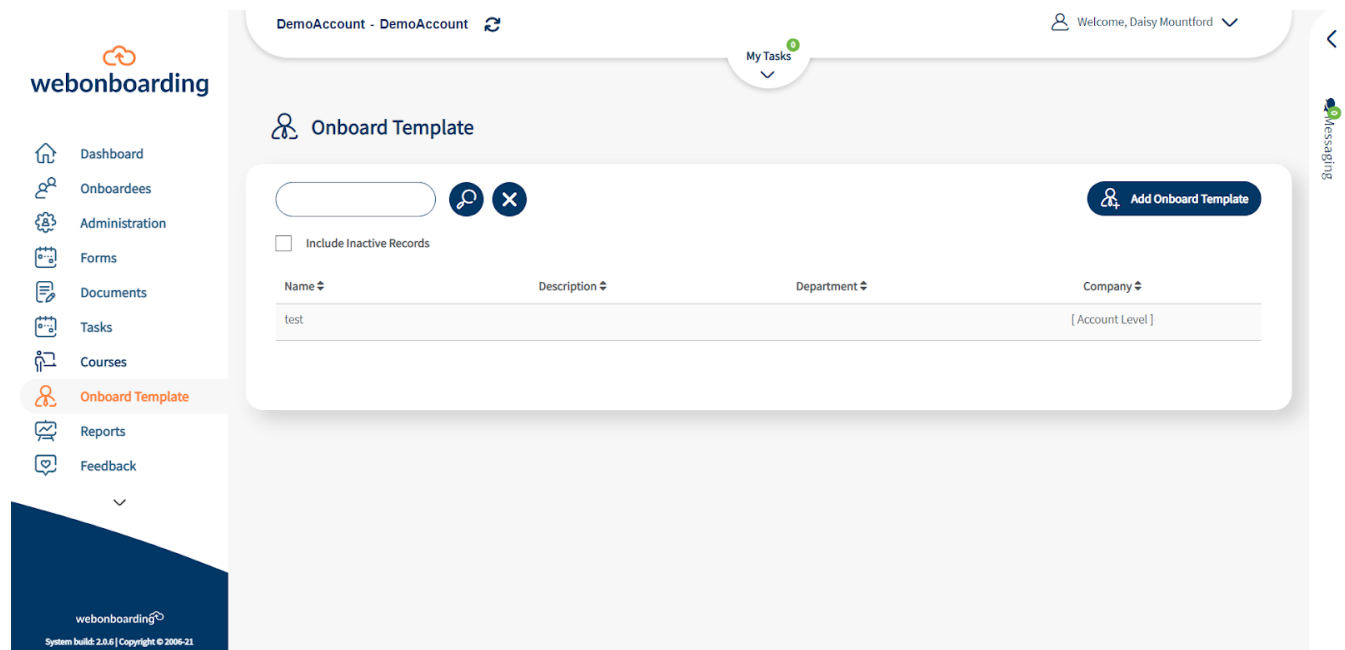 DemoAccount - DemoAccount
Welcome, Daisy Mountford
My Tasks
0
webonboarding
Dashboard
Onboardees
Administration
Forms
Documents
Tasks
Courses
Onboard Template
Reports
Feedback
webonboarding
System build: 2.0.6 | Copyright © 2006-21
Onboard Template
Add Onboard Template
Include Inactive Records
Name Description Department Company
test [ Account Level ]
0
Messaging